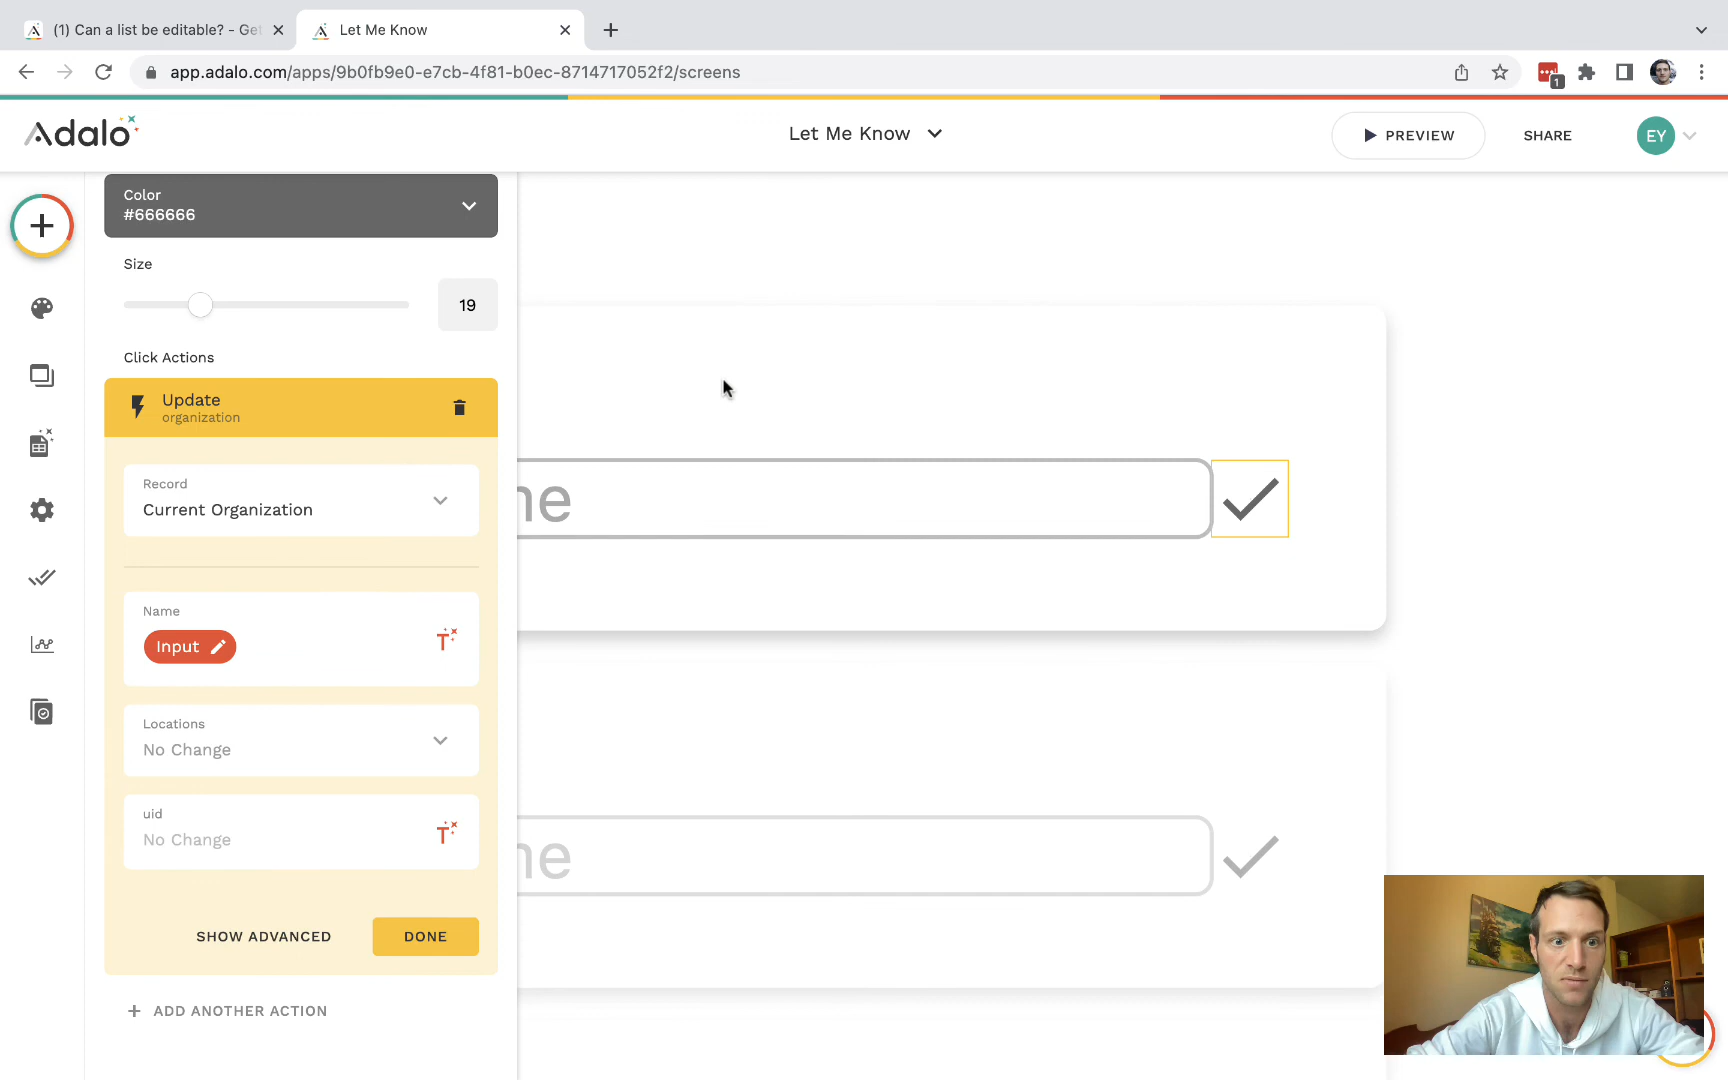 (1) Can a list be editable? - Get
Let Me Know
app.adalo.com/apps/9b0fb9e0-e7cb-4f81-b0ec-8714717052f2/screens
1
Adalo
Let Me Know
PREVIEW
SHARE
EY
Color
#666666
Size
19
Click Actions
Update
organization
Record
Current Organization
Name
Input
Locations
No Change
uid
No Change
SHOW ADVANCED
DONE
ADD ANOTHER ACTION
ne
ne